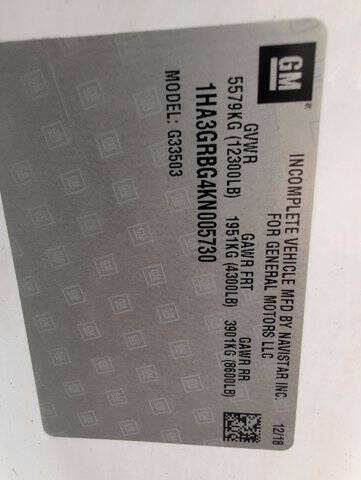 GM
INCOMPLETE VEHICLE MFD BY NAVISTAR INC.
FOR GENERAL MOTORS LLC
12/18
GVWR GAWR FRT GAWR RR
5579KG (12300LB) 1951KG (4300LB) 3901KG (8600LB)
1HA3GRBG4KN005730
MODEL: G33503